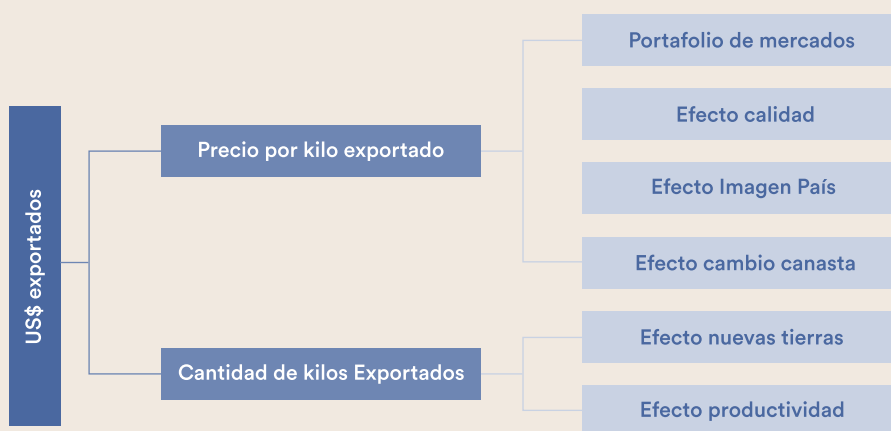 US$ exportados
Precio por kilo exportado
Portafolio de mercados
Efecto calidad
Efecto Imagen País
Efecto cambio canasta
Cantidad de kilos Exportados
Efecto nuevas tierras
Efecto productividad